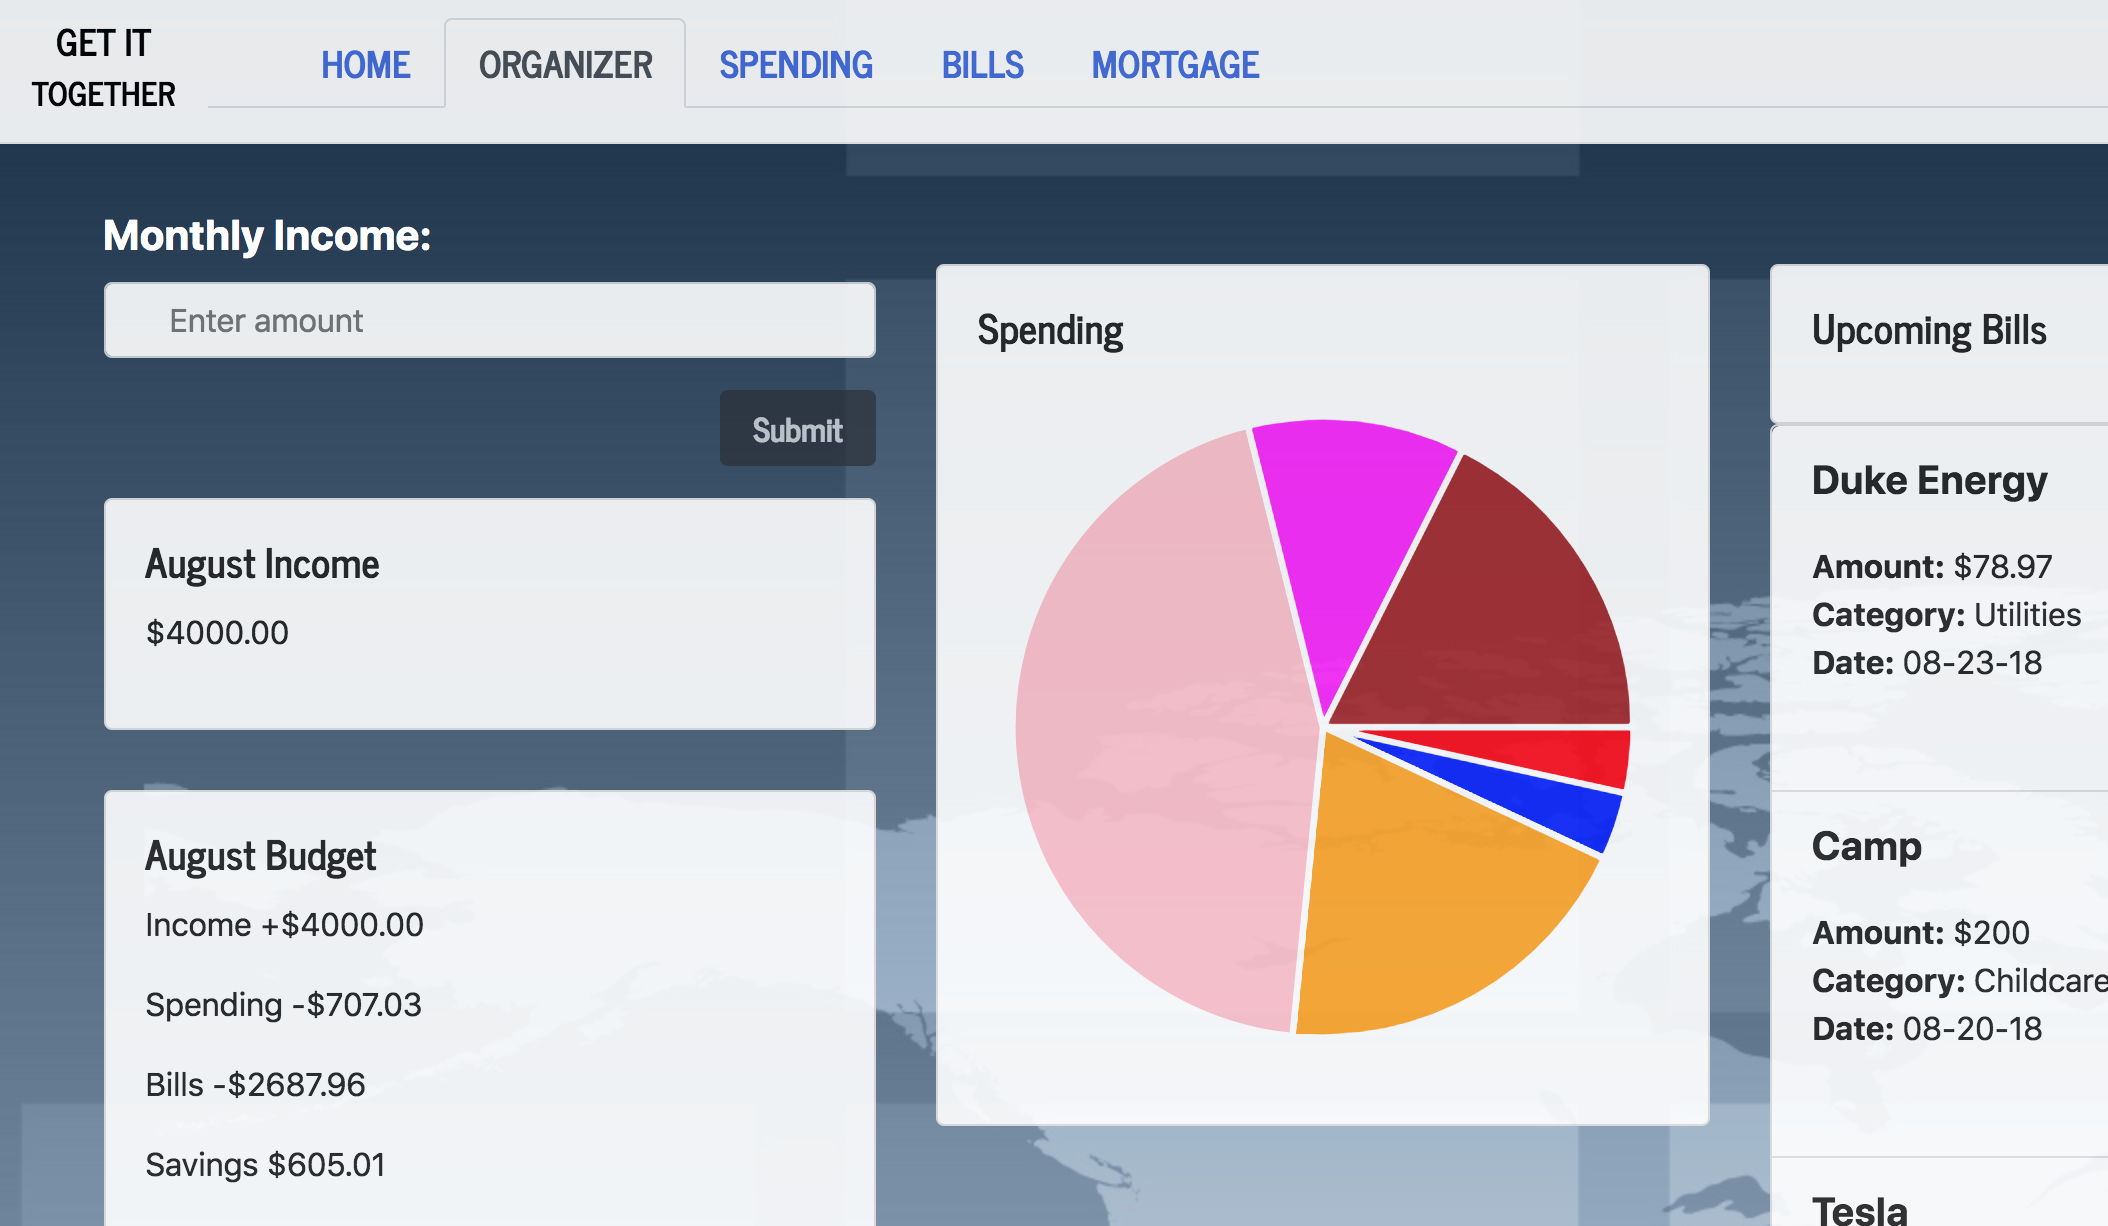 GET IT
TOGETHER
HOME
ORGANIZER
SPENDING
BILLS
MORTGAGE
Monthly Income:
Enter amount
Submit
August Income
$4000.00
August Budget
Income +$4000.00
Spending -$707.03
Bills -$2687.96
Savings $605.01
Spending
Upcoming Bills
Duke Energy
Amount: $78.97
Category: Utilities
Date: 08-23-18
Camp
Amount: $200
Category: Childcare
Date: 08-20-18
Tesla